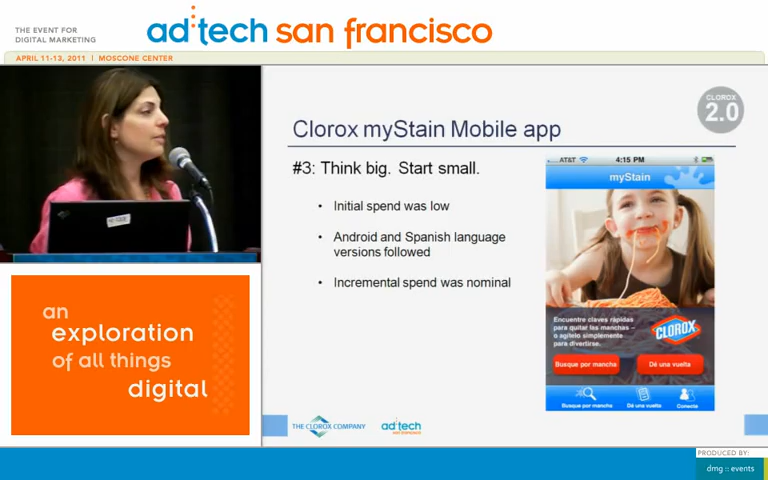 THE EVENT FOR
DIGITAL MARKETING
ad:tech san francisco
APRIL 11-13, 2011 | MOSCONE CENTER
CLOROX
2.0
Clorox myStain Mobile app
#3: Think big. Start small.
• Initial spend was low
• Android and Spanish language
versions followed
• Incremental spend was nominal
AT&T
4:15 PM
myStain
Encuentre claves rápidas
para quitar las manchas –
o agítelo simplemente
para divertirse.
CLOROX
Busque por mancha
Dé una vuelta
Busque por mancha
Dé una vuelta
Conecta
an
exploration
of all things
digital
THE CLOROX COMPANY
ad:tech
PRODUCED BY:
dmg :: events